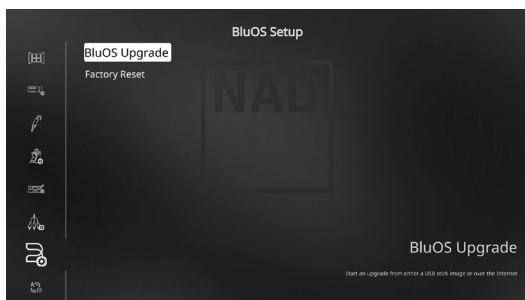 BluOS Setup
BluOS Upgrade
Factory Reset
NAD
BluOS Upgrade
Start an upgrade from either a USB stick image or over the Internet